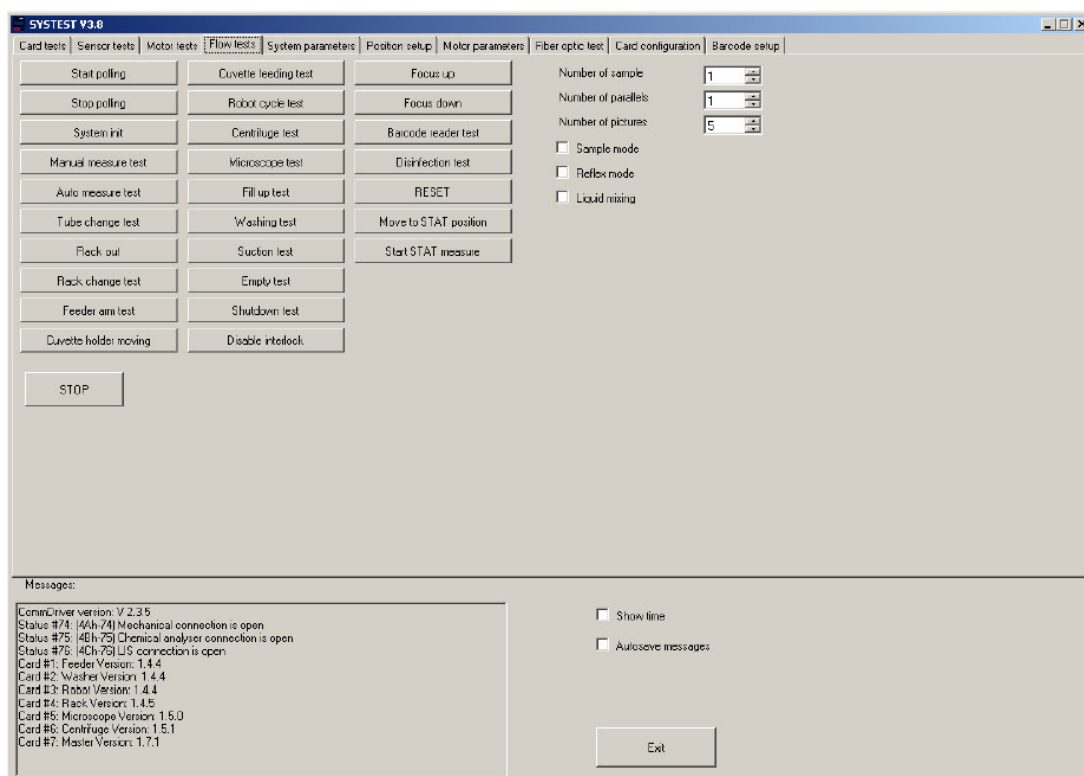 SYSTEST V3.8
Card tests Sensor tests Motor tests Flow tests System parameters Position setup Motor parameters Fiber optic test Card configuration Barcode setup
Start polling Cuvette feeding test Focus up Number of sample 1
Stop polling Robot cycle test Focus down Number of parallels 1
System init Centrifuge test Barcode reader test Number of pictures 5
Manual measure test Microscope test Disinfection test Sample mode
Auto measure test Fill up test RESET Reflex mode
Tube change test Washing test Move to STAT position Liquid mixing
Rack out Suction test Start STAT measure
Rack change test Empty test
Feeder arm test Shutdown test
Cuvette holder moving Disable interlock
STOP
Messages:
CommDriver version: V 2.3.5
Status #74: (4Ah-74) Mechanical connection is open
Status #75: (4Bh-75) Chemical analyser connection is open
Status #76: (4Ch-76) LIS connection is open
Card #1: Feeder Version: 1.4.4
Card #2: Washer Version: 1.4.4
Card #3: Robot Version: 1.4.4
Card #4: Rack Version: 1.4.5
Card #5: Microscope Version: 1.5.0
Card #6: Centrifuge Version: 1.5.1
Card #7: Master Version: 1.7.1
Show time
Autosave messages
Exit